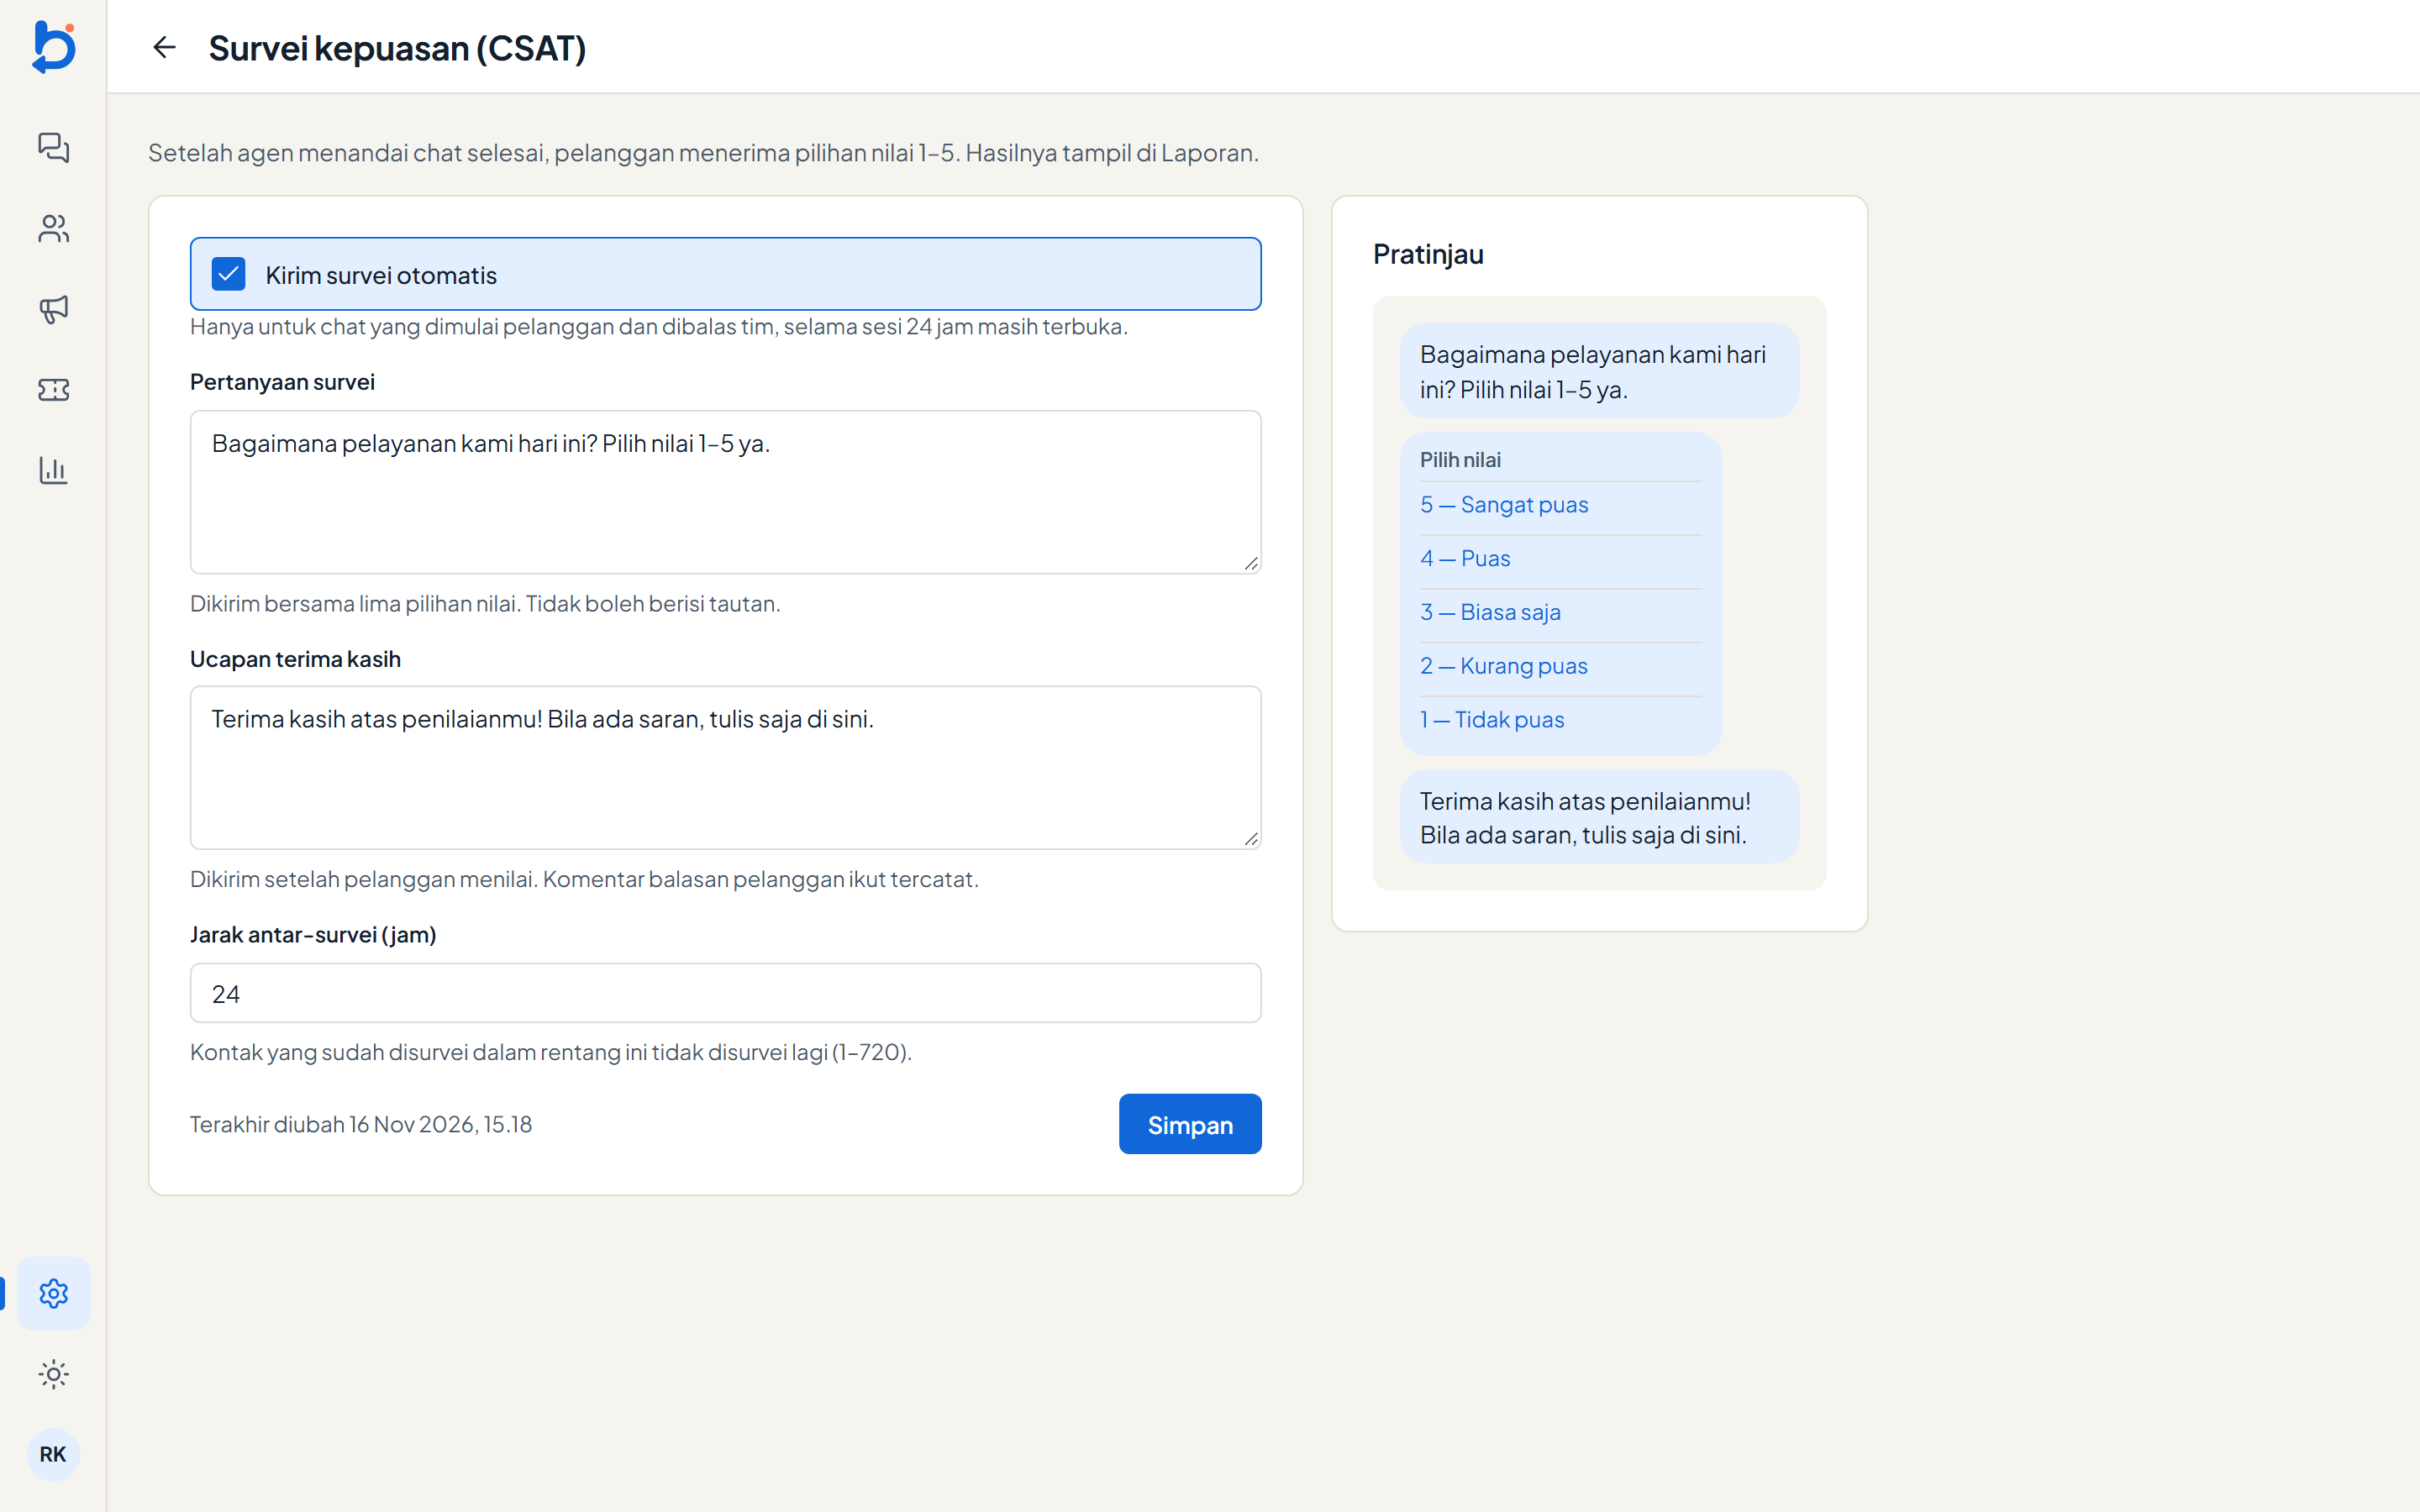 Survei kepuasan (CSAT)
Setelah agen menandai chat selesai, pelanggan menerima pilihan nilai 1–5. Hasilnya tampil di Laporan.
Kirim survei otomatis
Hanya untuk chat yang dimulai pelanggan dan dibalas tim, selama sesi 24 jam masih terbuka.
Pertanyaan survei
Bagaimana pelayanan kami hari ini? Pilih nilai 1–5 ya.
Dikirim bersama lima pilihan nilai. Tidak boleh berisi tautan.
Ucapan terima kasih
Terima kasih atas penilaianmu! Bila ada saran, tulis saja di sini.
Dikirim setelah pelanggan menilai. Komentar balasan pelanggan ikut tercatat.
Jarak antar-survei (jam)
24
Kontak yang sudah disurvei dalam rentang ini tidak disurvei lagi (1–720).
Terakhir diubah 16 Nov 2026, 15.18
Simpan
Pratinjau
Bagaimana pelayanan kami hari
ini? Pilih nilai 1–5 ya.
Pilih nilai
5 — Sangat puas
4 — Puas
3 — Biasa saja
2 — Kurang puas
1 — Tidak puas
Terima kasih atas penilaianmu!
Bila ada saran, tulis saja di sini.
RK